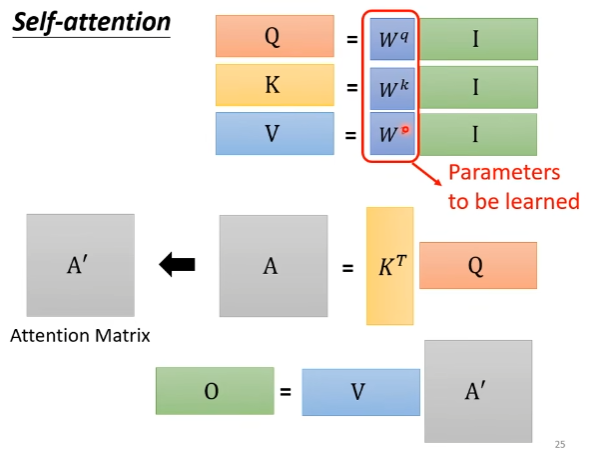 Self-attention
Q = W^q I
K = W^k I
V = W I
Parameters
to be learned
A′ A = K^T Q
Attention Matrix
O = V A′
25